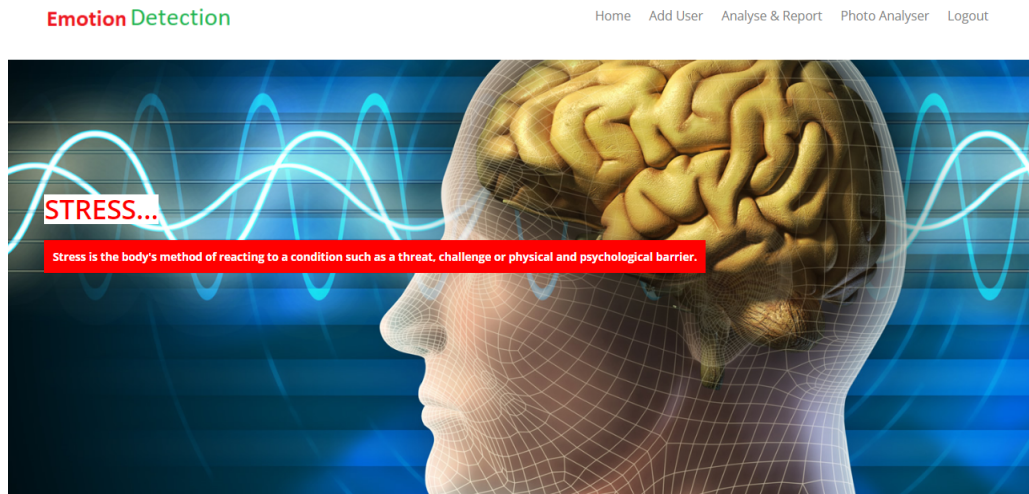 Emotion Detection
Home Add User Analyse & Report Photo Analyser Logout
STRESS...
Stress is the body's method of reacting to a condition such as a threat, challenge or physical and psychological barrier.